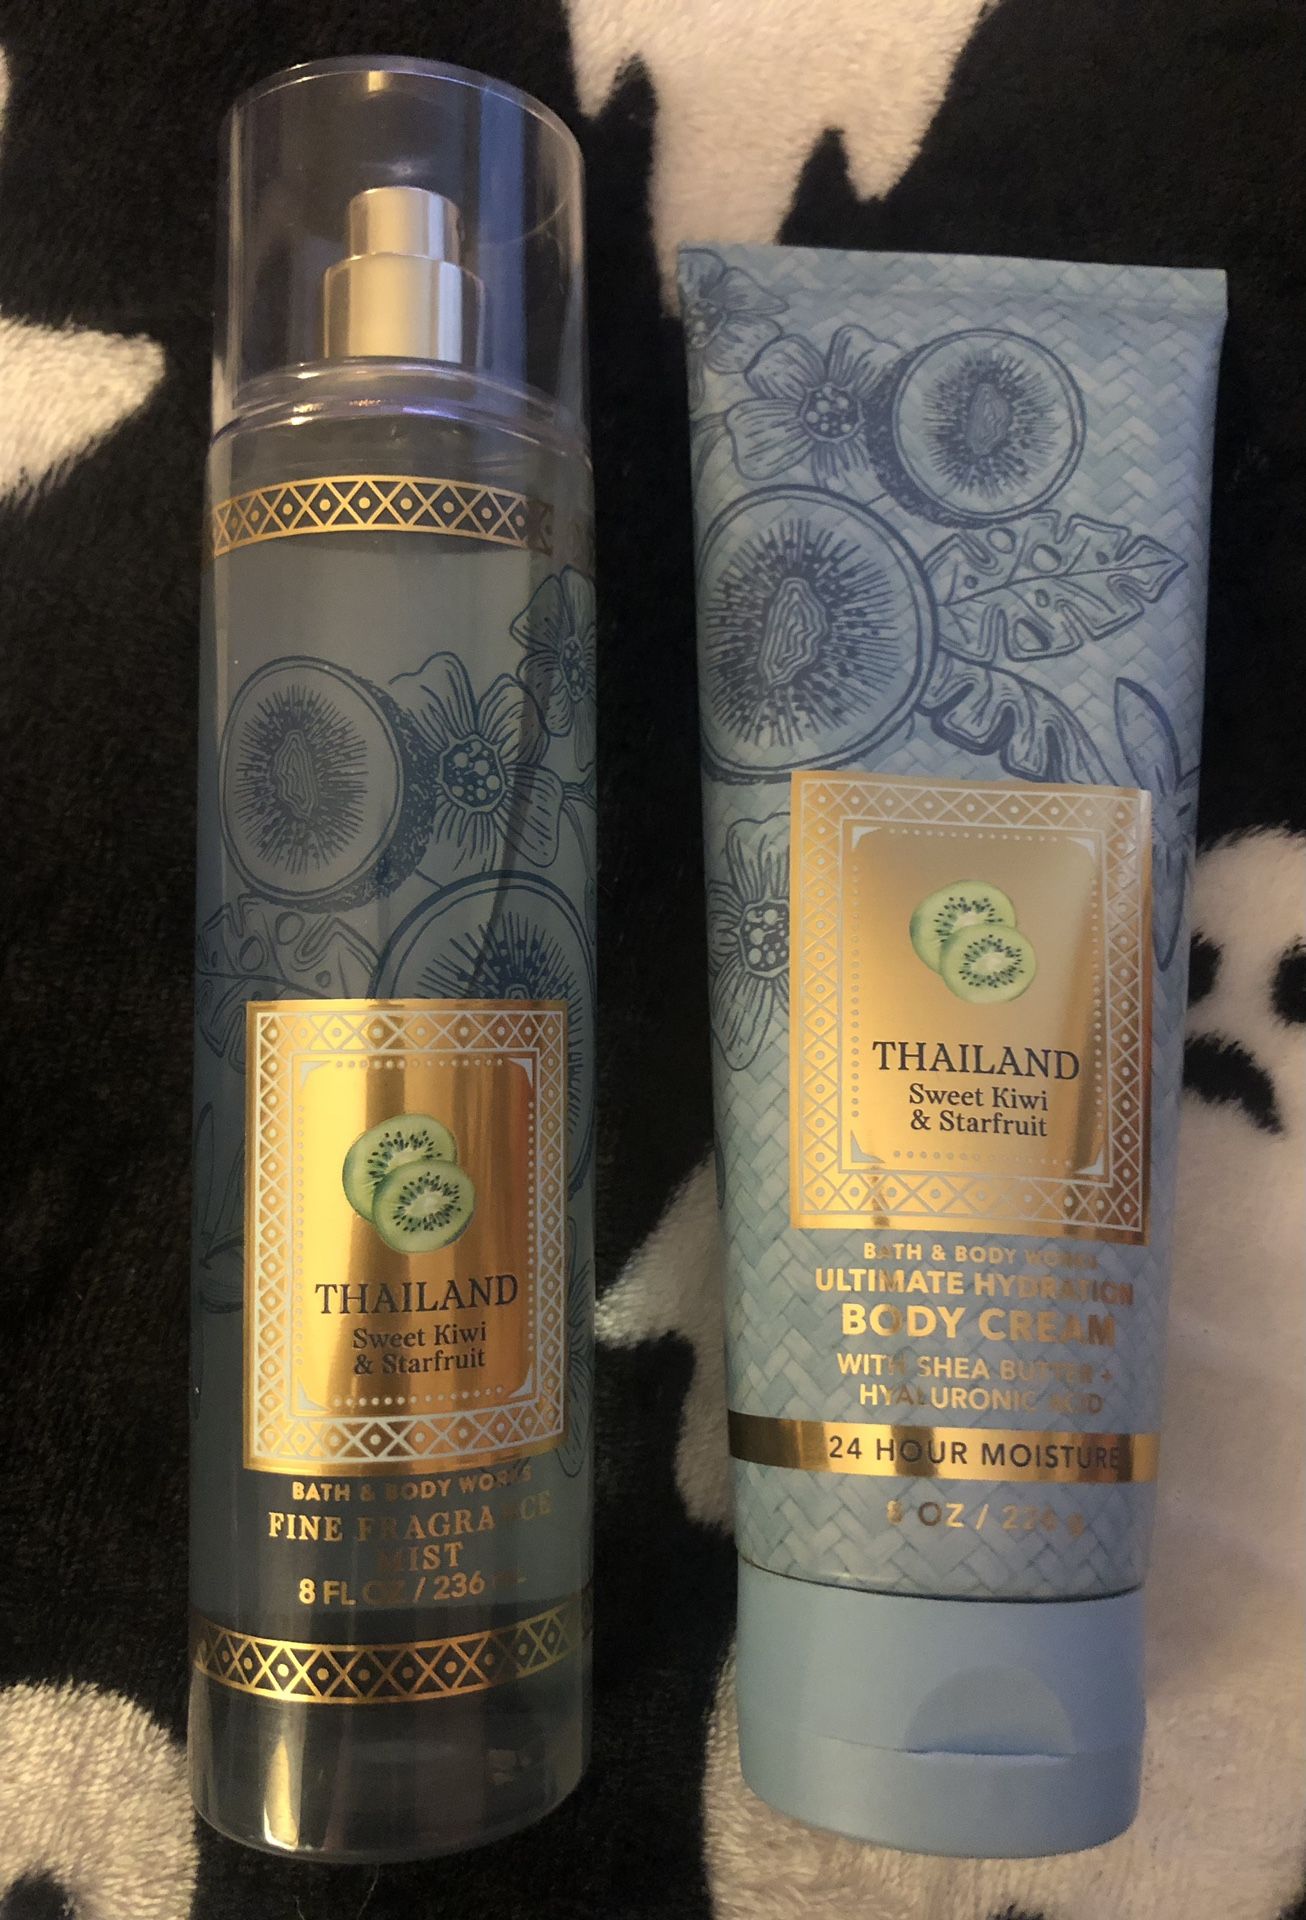 THAILAND
Sweet Kiwi
& Starfruit
BATH & BODY WORKS
FINE FRAGRANCE
MIST
8 FL OZ / 236 mL
THAILAND
Sweet Kiwi
& Starfruit
BATH & BODY WORKS
ULTIMATE HYDRATION
BODY CREAM
WITH SHEA BUTTER +
HYALURONIC ACID
24 HOUR MOISTURE
8 OZ / 226 g